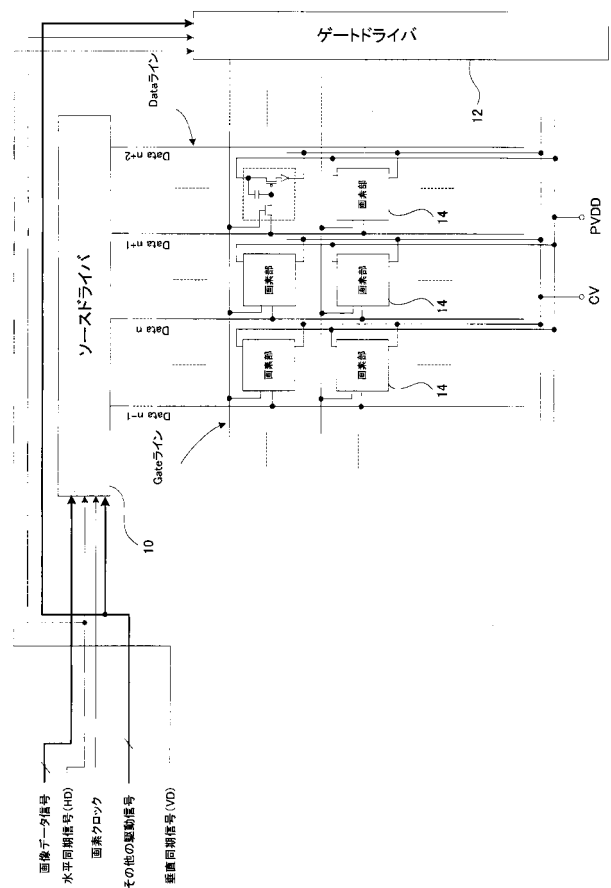 画像データ信号
水平同期信号(HD)
画素クロック
その他の駆動信号
垂直同期信号(VD)
10
ソースドライバ
Data n-1
Data n
Data n+1
Data n+2
Dataライン
Gateライン
画素部
画素部
画素部
画素部
画素部
14
14
14
ゲートドライバ
12
CV
PVDD